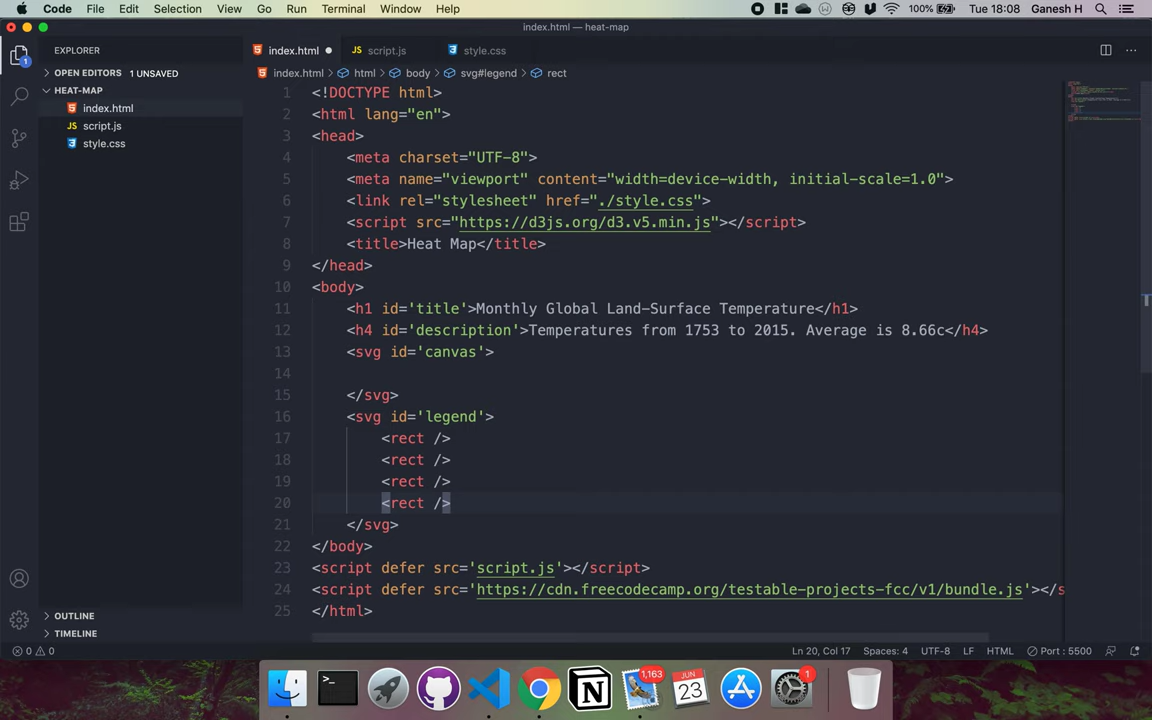 Code File Edit Selection View Go Run Terminal Window Help 100% Tue 18:08 Ganesh H
index.html — heat-map
EXPLORER
OPEN EDITORS 1 UNSAVED
HEAT-MAP
index.html
script.js
style.css
OUTLINE
TIMELINE
index.html script.js style.css
index.html html body svg#legend rect
1 <!DOCTYPE html>
2 <html lang="en">
3 <head>
4 <meta charset="UTF-8">
5 <meta name="viewport" content="width=device-width, initial-scale=1.0">
6 <link rel="stylesheet" href="./style.css">
7 <script src="https://d3js.org/d3.v5.min.js"></script>
8 <title>Heat Map</title>
9 </head>
10 <body>
11 <h1 id='title'>Monthly Global Land-Surface Temperature</h1>
12 <h4 id='description'>Temperatures from 1753 to 2015. Average is 8.66c</h4>
13 <svg id='canvas'>
14
15 </svg>
16 <svg id='legend'>
17 <rect />
18 <rect />
19 <rect />
20 <rect />
21 </svg>
22 </body>
23 <script defer src='script.js'></script>
24 <script defer src='https://cdn.freecodecamp.org/testable-projects-fcc/v1/bundle.js'></s
25 </html>
0 0 Ln 20, Col 17 Spaces: 4 UTF-8 LF HTML Port : 5500
1,163
JUN
23
1